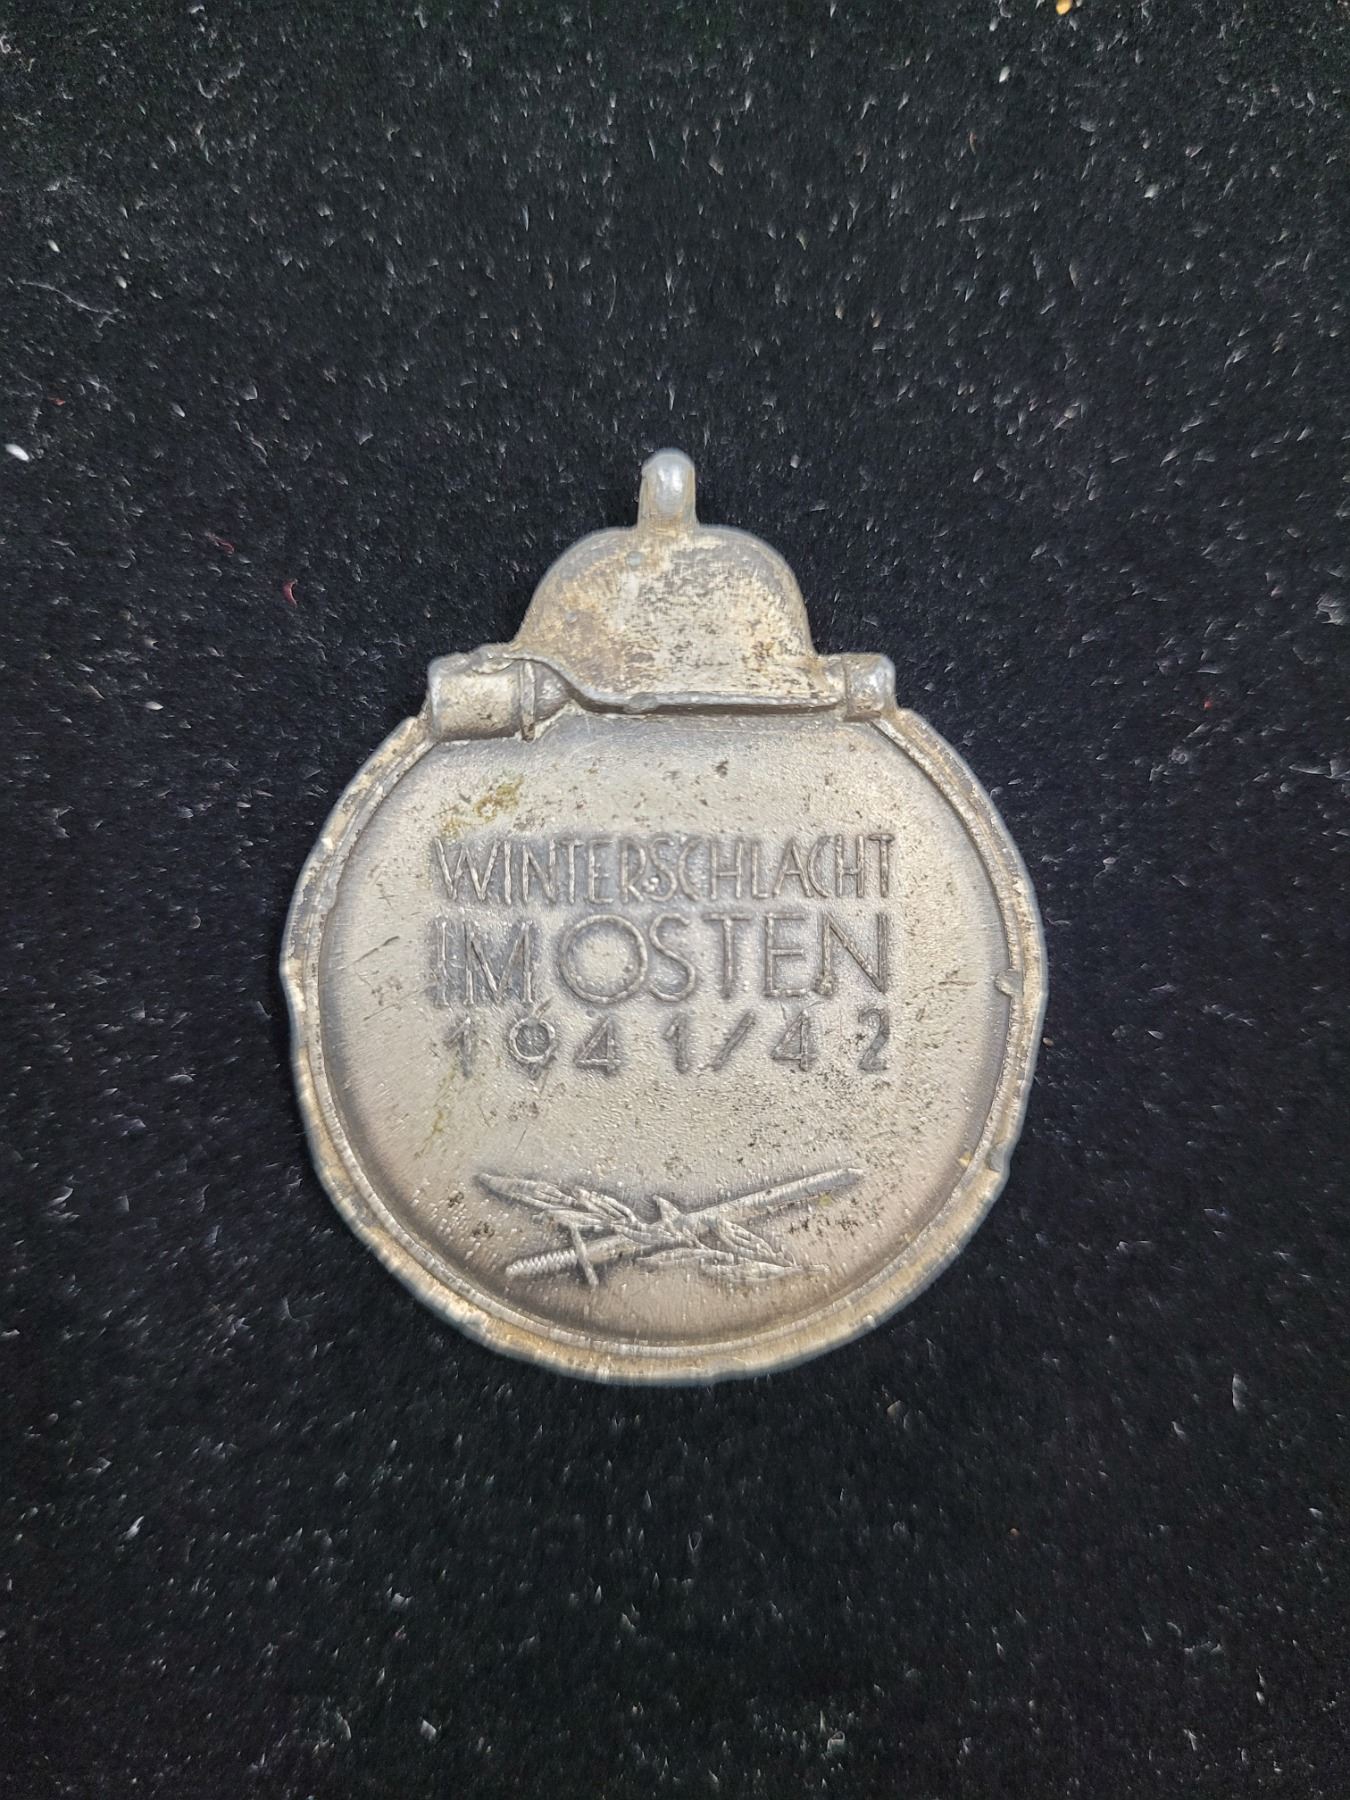 WINTERSCHLACHT
IM OSTEN
1941/42